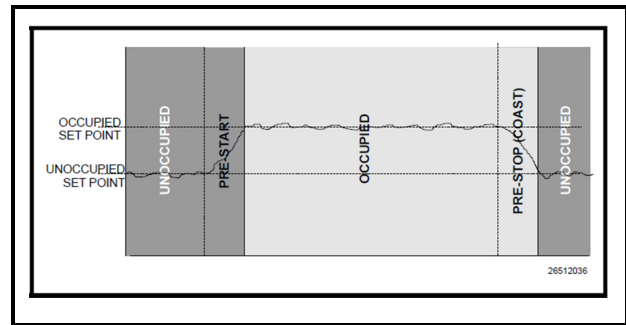 OCCUPIED
SET POINT
UNOCCUPIED
SET POINT
UNOCCUPIED
PRE-START
OCCUPIED
PRE-STOP (COAST)
UNOCCUPIED
26512036